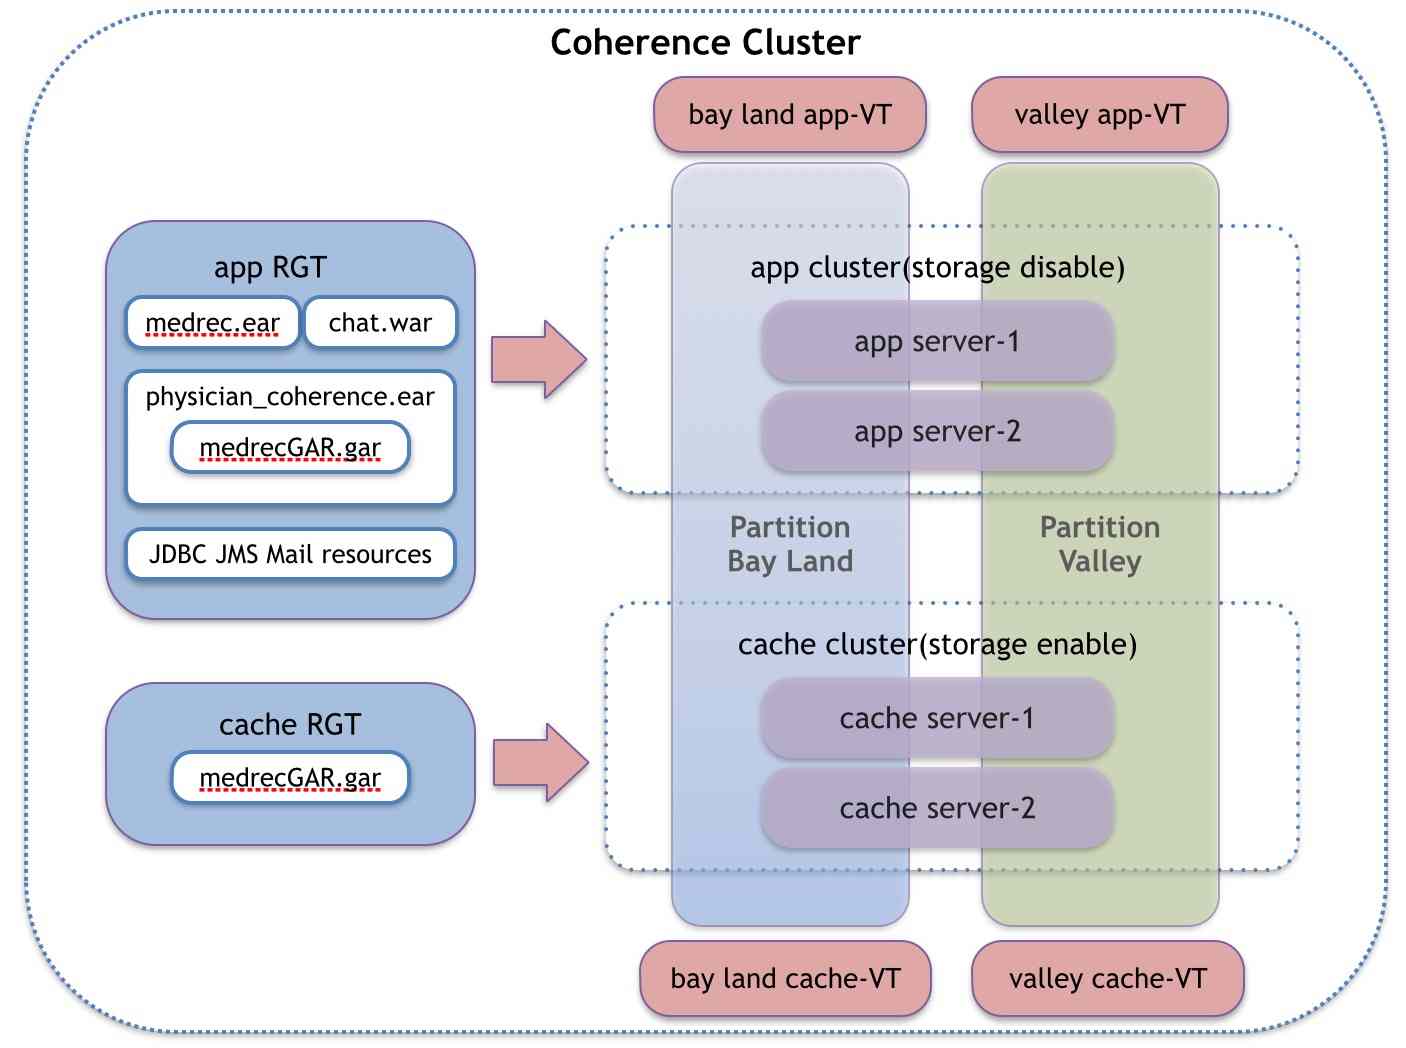 Coherence Cluster
bay land app-VT
valley app-VT
app RGT
medrec.ear
chat.war
physician_coherence.ear
medrecGAR.gar
JDBC JMS Mail resources
app cluster(storage disable)
app server-1
app server-2
Partition
Bay Land
Partition
Valley
cache RGT
medrecGAR.gar
cache cluster(storage enable)
cache server-1
cache server-2
bay land cache-VT
valley cache-VT